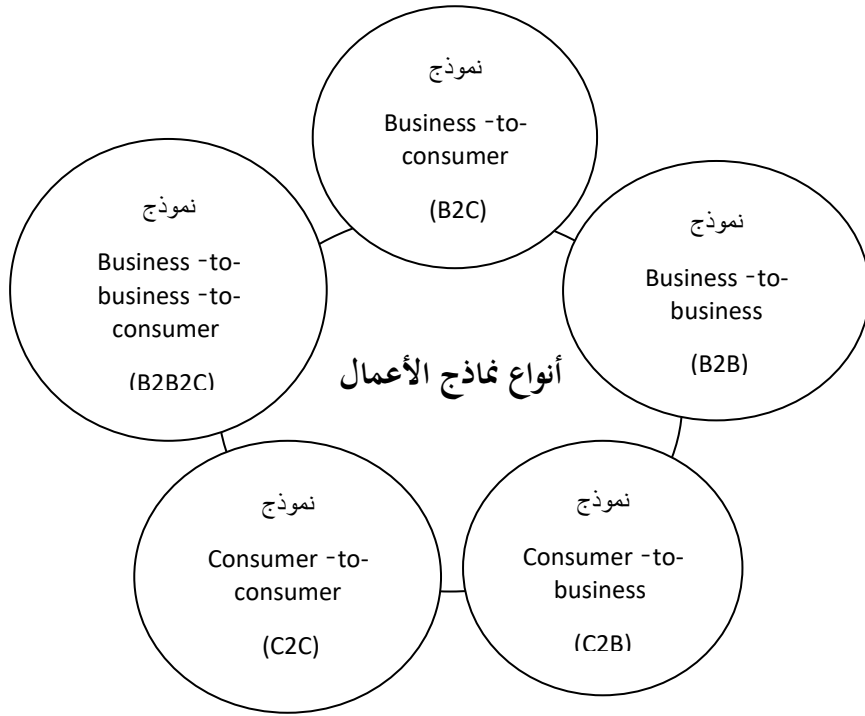 نموذج
Business -to-
consumer
(B2C)
نموذج
Business -to-
business
(B2B)
نموذج
Consumer -to-
business
(C2B)
نموذج
Consumer -to-
consumer
(C2C)
نموذج
Business -to-
business -to-
consumer
(B2B2C)
أنواع نماذج الأعمال